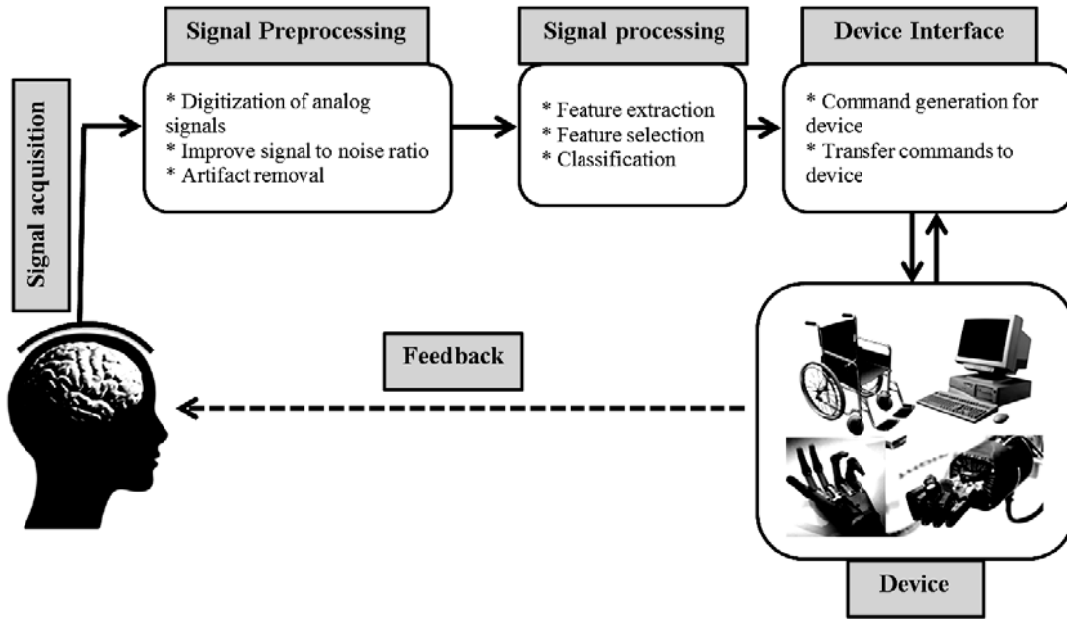 Signal Preprocessing
* Digitization of analog
signals
* Improve signal to noise ratio
* Artifact removal
Signal processing
* Feature extraction
* Feature selection
* Classification
Device Interface
* Command generation for
device
* Transfer commands to
device
Signal acquisition
Feedback
Device